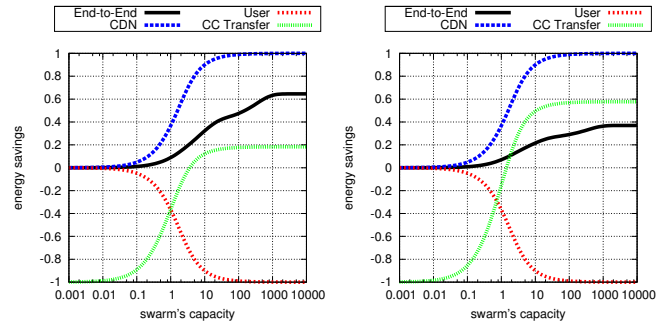 End-to-End User
CDN CC Transfer
1
0.8
0.6
0.4
0.2
0
-0.2
-0.4
-0.6
-0.8
-1
energy savings
0.001 0.01 0.1 1 10 100 1000 10000
swarm's capacity
End-to-End User
CDN CC Transfer
1
0.8
0.6
0.4
0.2
0
-0.2
-0.4
-0.6
-0.8
-1
energy savings
0.001 0.01 0.1 1 10 100 1000 10000
swarm's capacity